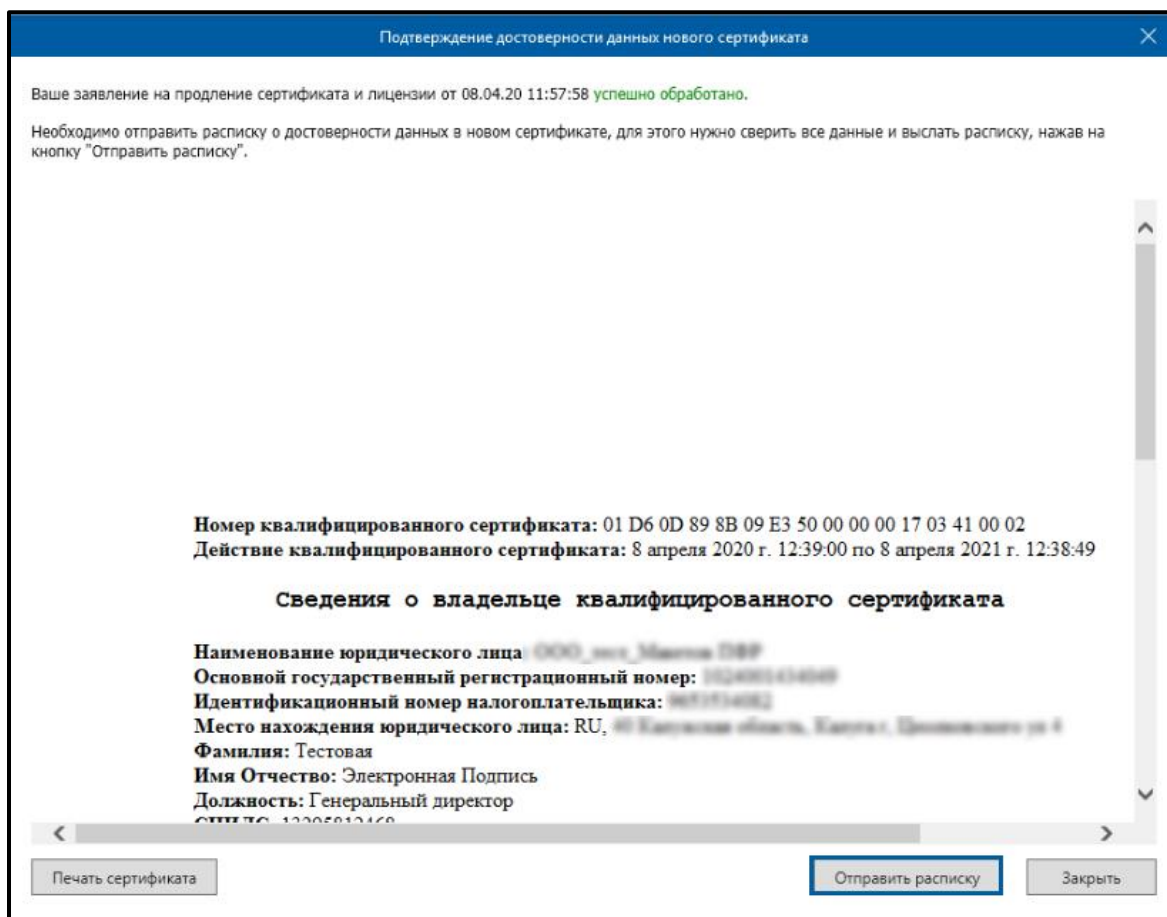 Подтверждение достоверности данных нового сертификата
Ваше заявление на продление сертификата и лицензии от 08.04.20 11:57:58 успешно обработано.
Необходимо отправить расписку о достоверности данных в новом сертификате, для этого нужно сверить все данные и выслать расписку, нажав на
кнопку "Отправить расписку".
Номер квалифицированного сертификата: 01 D6 0D 89 8B 09 E3 50 00 00 00 17 03 41 00 02
Действие квалифицированного сертификата: 8 апреля 2020 г. 12:39:00 по 8 апреля 2021 г. 12:38:49
Сведения о владельце квалифицированного сертификата
Наименование юридического лица:
Основной государственный регистрационный номер:
Идентификационный номер налогоплательщика:
Место нахождения юридического лица: RU,
Фамилия: Тестовая
Имя Отчество: Электронная Подпись
Должность: Генеральный директор
Печать сертификата
Отправить расписку
Закрыть